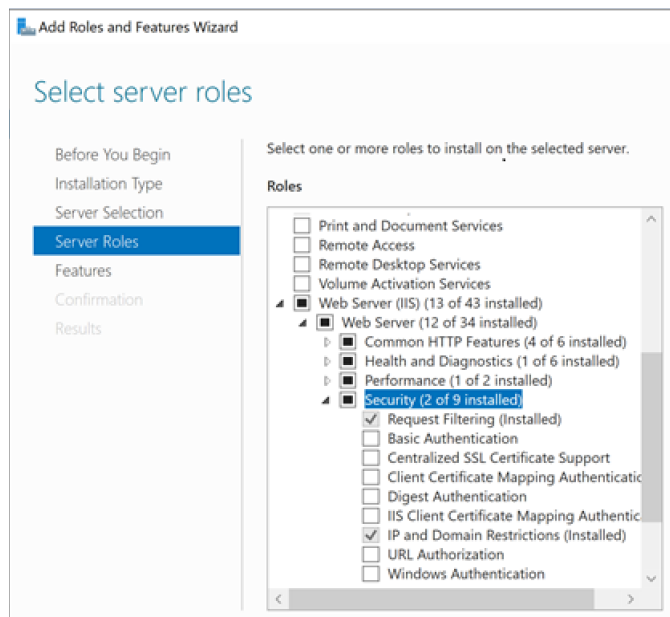 Add Roles and Features Wizard
Select server roles
Before You Begin
Installation Type
Server Selection
Server Roles
Features
Confirmation
Results
Select one or more roles to install on the selected server.
Roles
Print and Document Services
Remote Access
Remote Desktop Services
Volume Activation Services
Web Server (IIS) (13 of 43 installed)
Web Server (12 of 34 installed)
Common HTTP Features (4 of 6 installed)
Health and Diagnostics (1 of 6 installed)
Performance (1 of 2 installed)
Security (2 of 9 installed)
Request Filtering (Installed)
Basic Authentication
Centralized SSL Certificate Support
Client Certificate Mapping Authenticatic
Digest Authentication
IIS Client Certificate Mapping Authentic
IP and Domain Restrictions (Installed)
URL Authorization
Windows Authentication